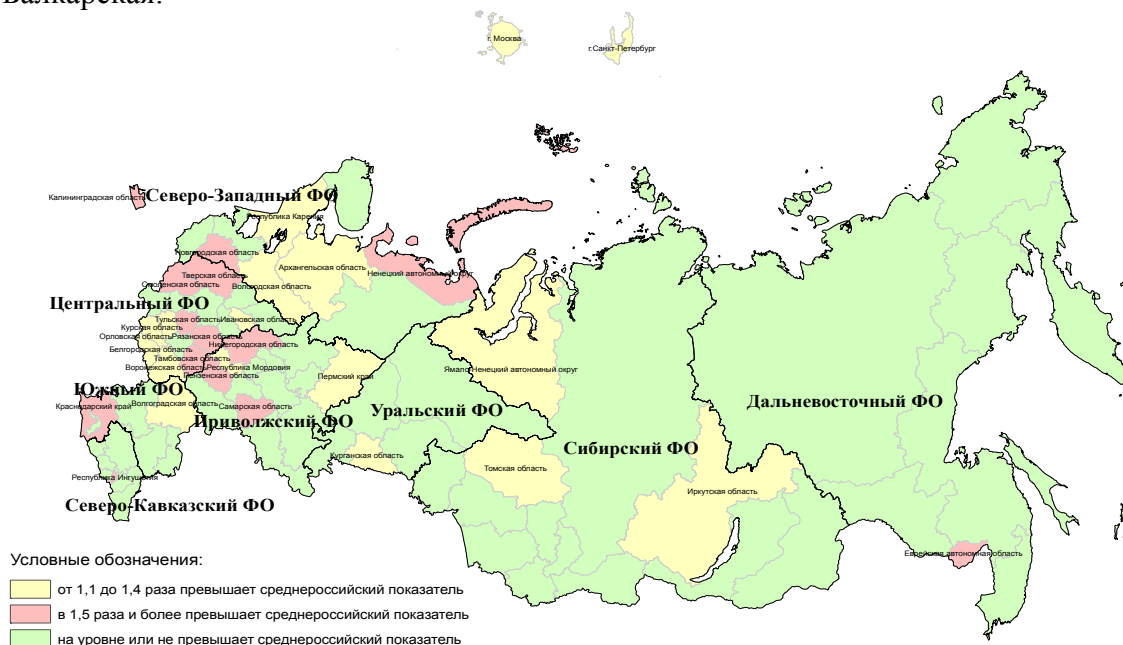 Балкарская.
г. Москва
г.Санкт-Петербург
Калининградская область
Северо-Западный ФО
Республика Карелия
Новгородская область
Архангельская область
Ненецкий автономный округ
Тверская область
Смоленская область
Вологодская область
Центральный ФО
Тульская область
Ивановская область
Курская область
Орловская область
Рязанская область
Нижегородская область
Белгородская область
Тамбовская область
Воронежская область
Республика Мордовия
Пензенская область
Пермский край
Ямало-Ненецкий автономный округ
Южный ФО
Краснодарский край
Волгоградская область
Самарская область
Приволжский ФО
Уральский ФО
Дальневосточный ФО
Сибирский ФО
Курганская область
Томская область
Иркутская область
Республика Ингушетия
Северо-Кавказский ФО
Еврейская автономная область
Условные обозначения:
от 1,1 до 1,4 раза превышает среднероссийский показатель
в 1,5 раза и более превышает среднероссийский показатель
на уровне или не превышает среднероссийский показатель